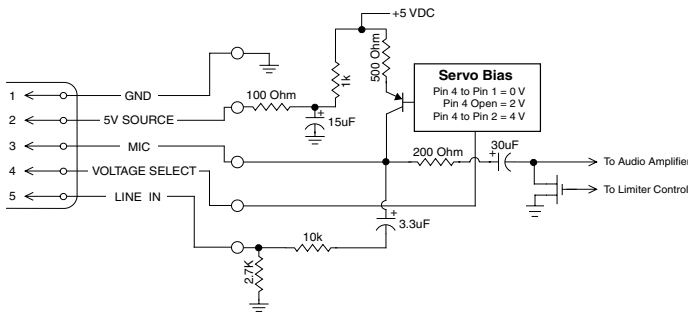 +5 VDC
500 Ohm
1k
Servo Bias
Pin 4 to Pin 1 = 0 V
Pin 4 Open = 2 V
Pin 4 to Pin 2 = 4 V
1
GND
100 Ohm
2
5V SOURCE
+
15uF
3
MIC
200 Ohm
+
30uF
To Audio Amplifier
4
VOLTAGE SELECT
To Limiter Control
5
LINE IN
+
3.3uF
10k
2.7K